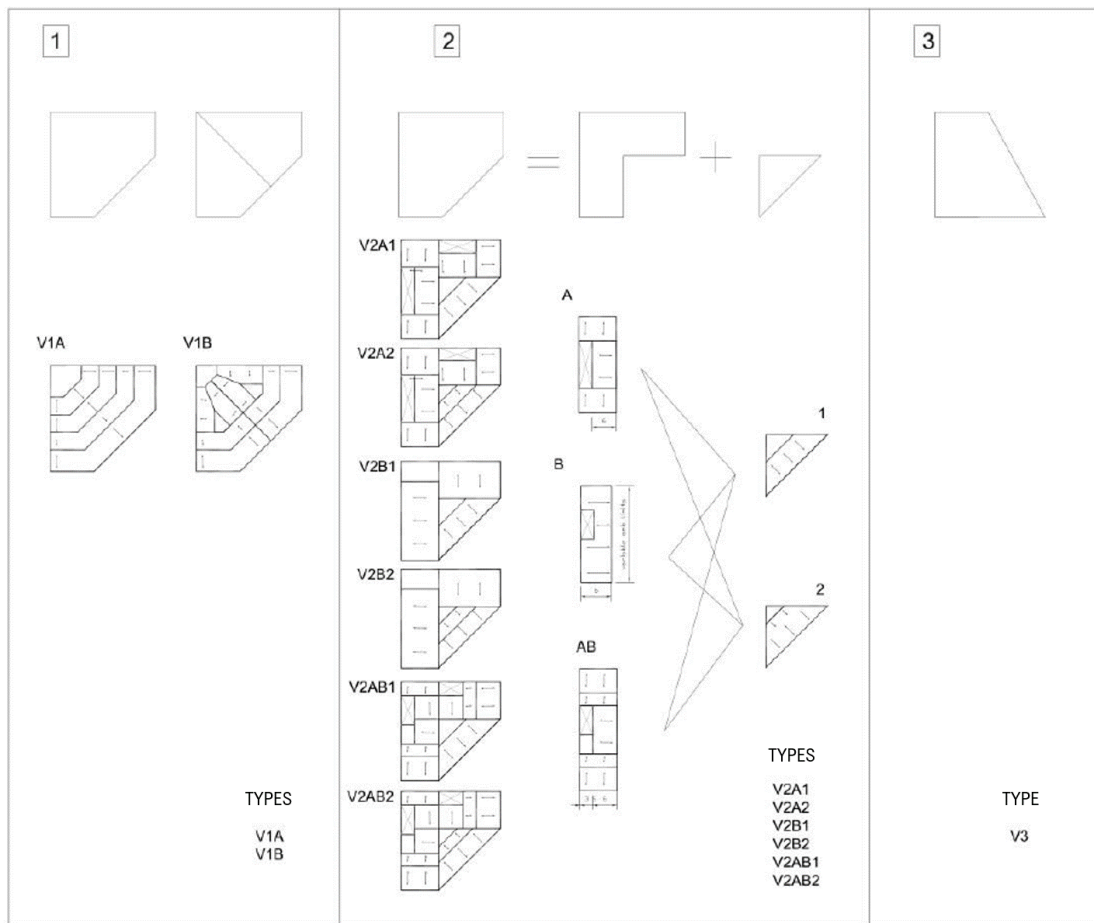 1
2
3
V2A1
A
V1A
V1B
V2A2
1
B
V2B1
V2B2
2
AB
V2AB1
TYPES
V2A1
V2A2
V2B1
V2B2
V2AB1
V2AB2
V2AB2
TYPES
V1A
V1B
TYPE
V3